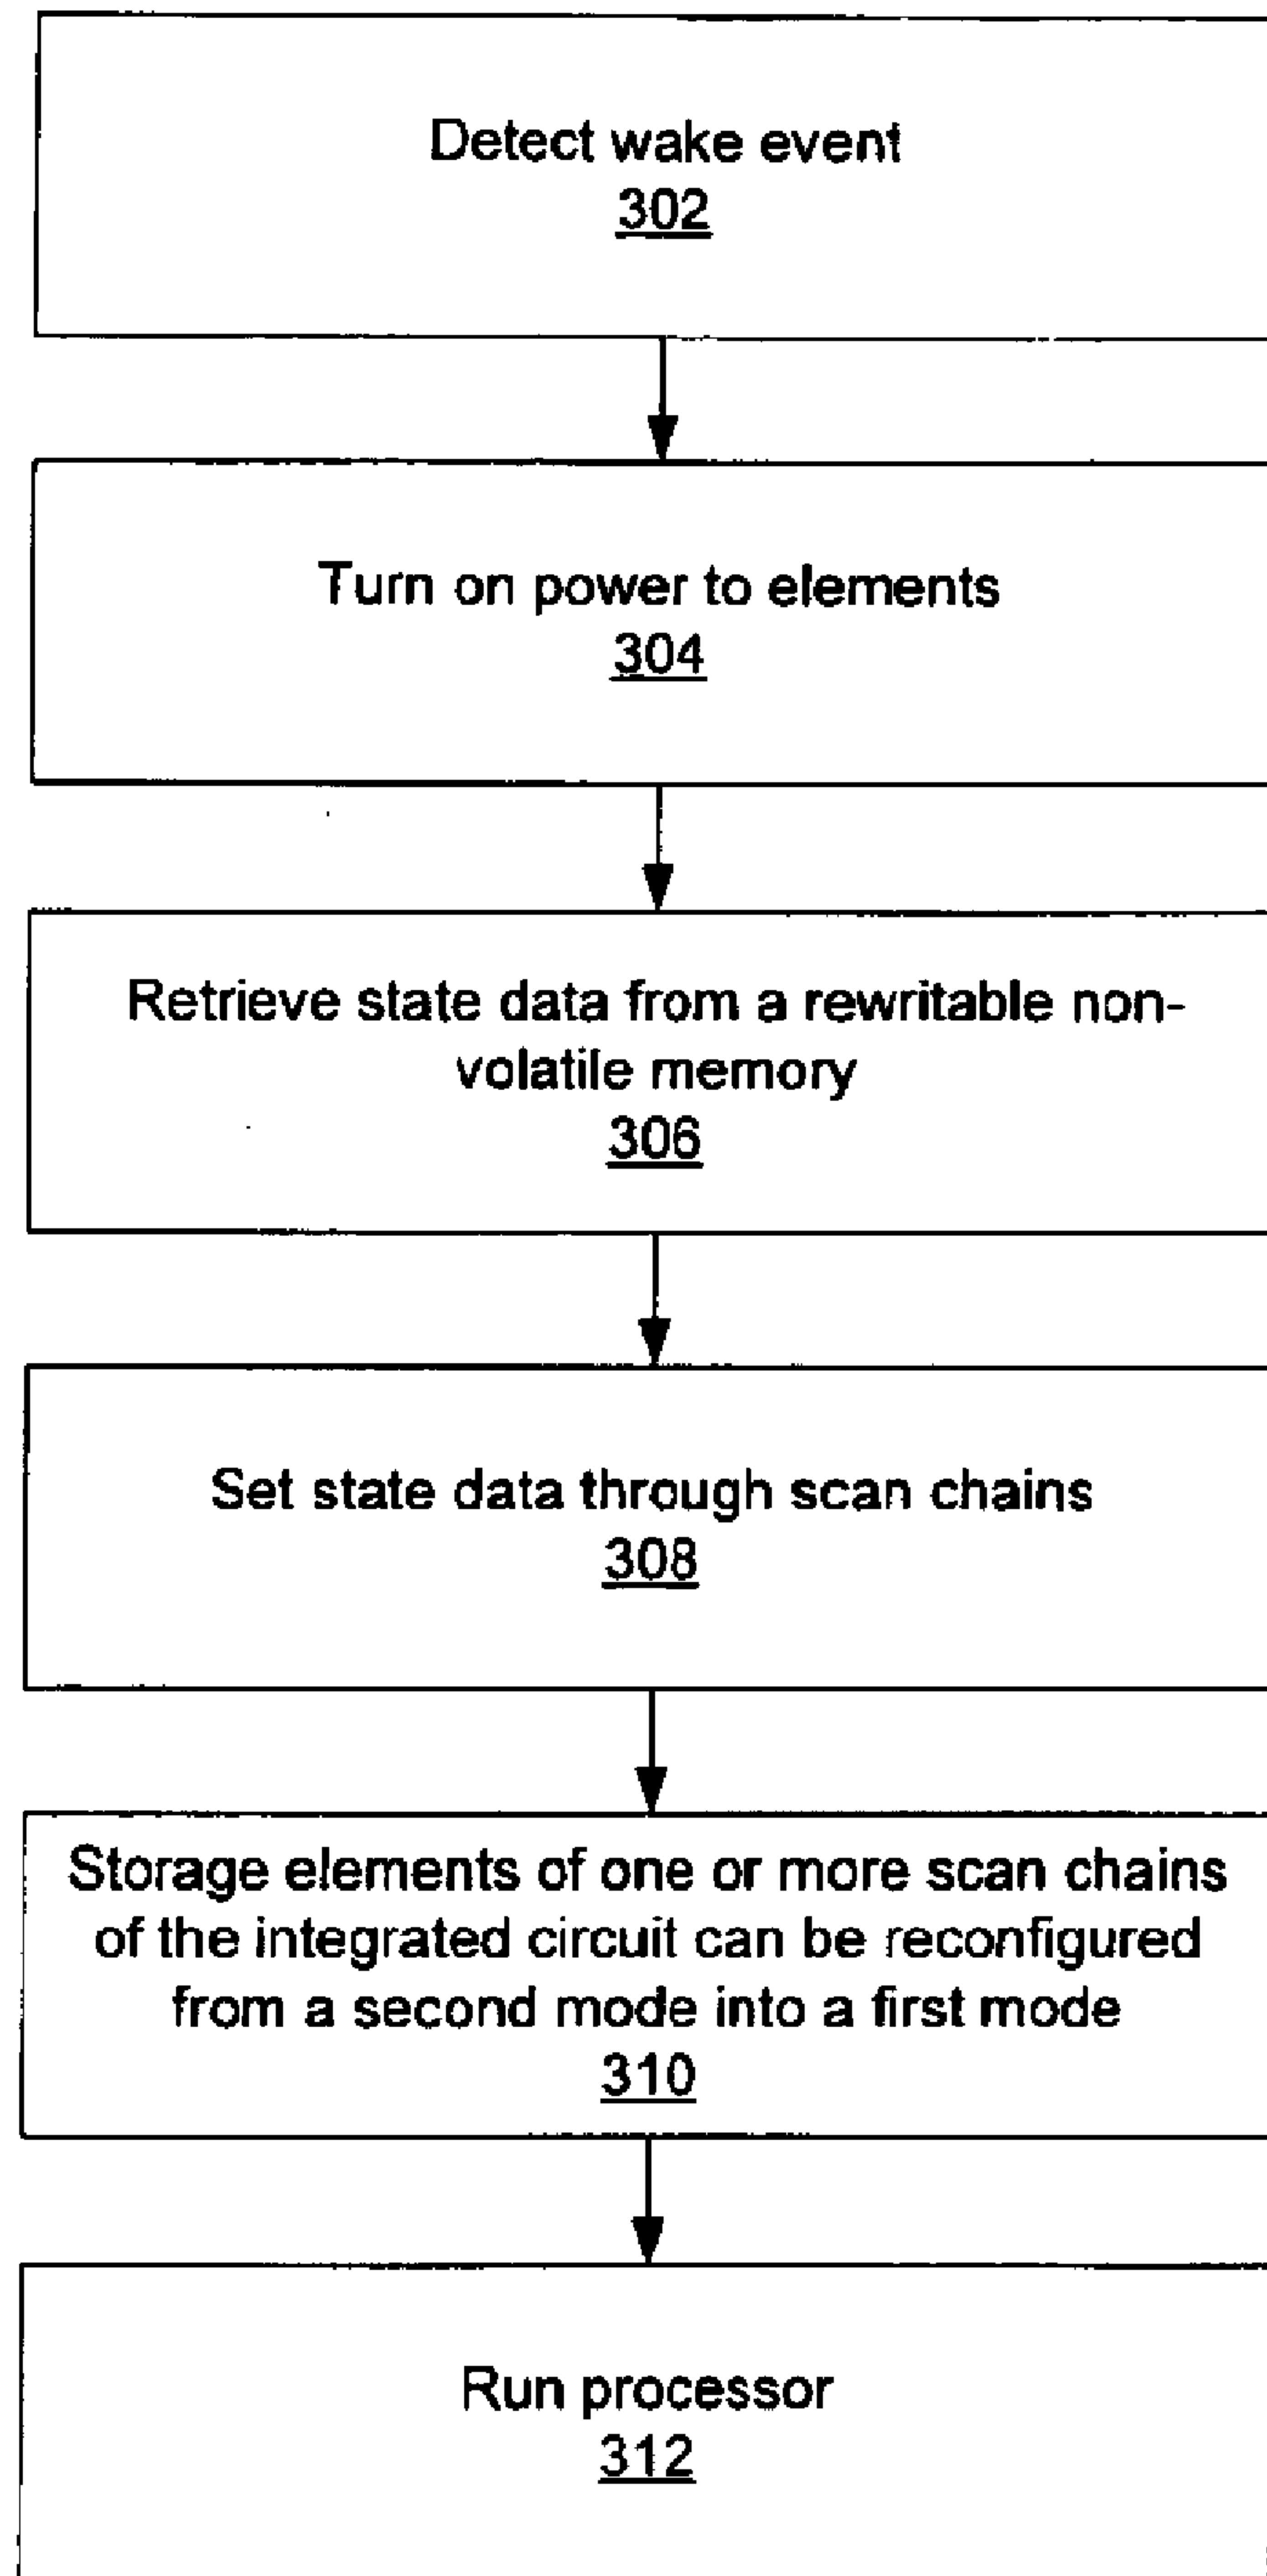 Detect wake event
302
Turn on power to elements
304
Retrieve state data from a rewritable non-
volatile memory
306
Set state data through scan chains
308
Storage elements of one or more scan chains
of the integrated circuit can be reconfigured
from a second mode into a first mode
310
Run processor
312